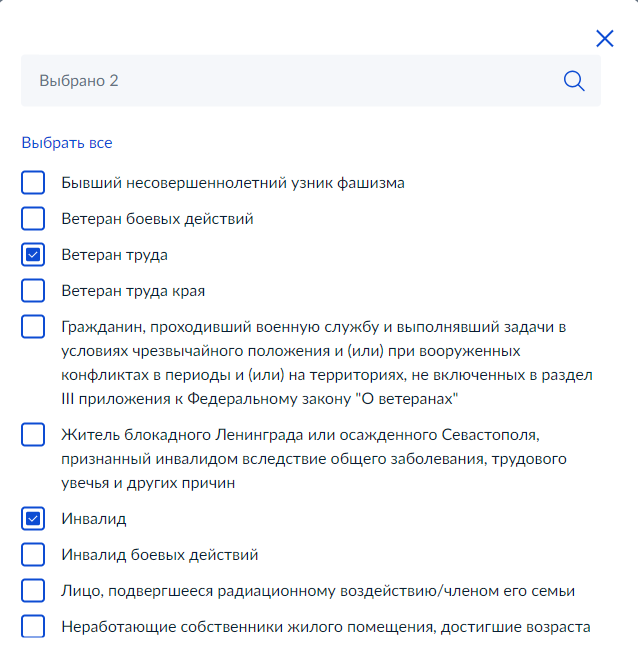 Выбрано 2
Выбрать все
Бывший несовершеннолетний узник фашизма
Ветеран боевых действий
Ветеран труда
Ветеран труда края
Гражданин, проходивший военную службу и выполнявший задачи в
условиях чрезвычайного положения и (или) при вооруженных
конфликтах в периоды и (или) на территориях, не включенных в раздел
III приложения к Федеральному закону "О ветеранах"
Житель блокадного Ленинграда или осажденного Севастополя,
признанный инвалидом вследствие общего заболевания, трудового
увечья и других причин
Инвалид
Инвалид боевых действий
Лицо, подвергшееся радиационному воздействию/членом его семьи
Неработающие собственники жилого помещения, достигшие возраста